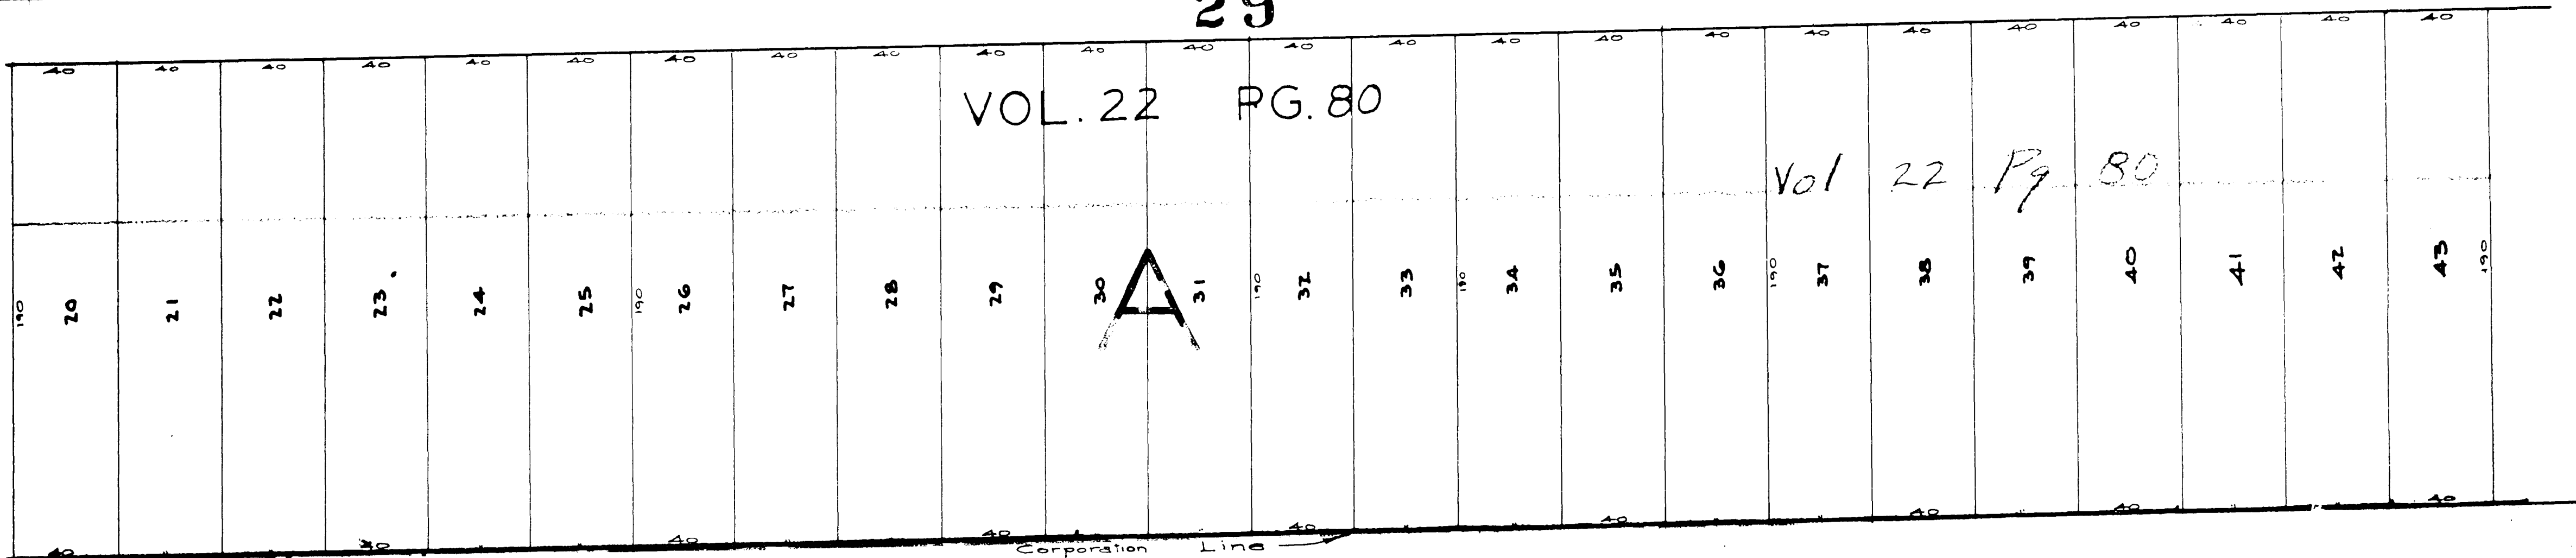 29
40 40 40 40 40 40 40 40 40 40 40 40 40 40 40 40 40 40 40 40 40 40 40 40
VOL. 22 PG. 80
Vol 22 Pg 80
190 20 21 22 23. 24 25 190 26 27 28 29 30 A 31 190 32 33 190 34 35 36 190 37 38 39 40 41 42 43 190
40 40 40 40 40 40 40 40 40
Corporation Line